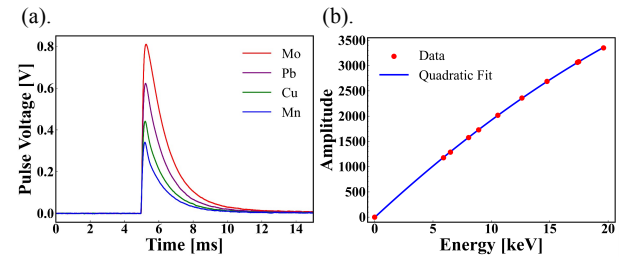 (a).
Pulse Voltage [V]
0.8
0.6
0.4
0.2
0.0
Mo
Pb
Cu
Mn
0 2 4 6 8 10 12 14
Time [ms]
(b).
Amplitude
3500
3000
2500
2000
1500
1000
500
0
Data
Quadratic Fit
0 5 10 15 20
Energy [keV]